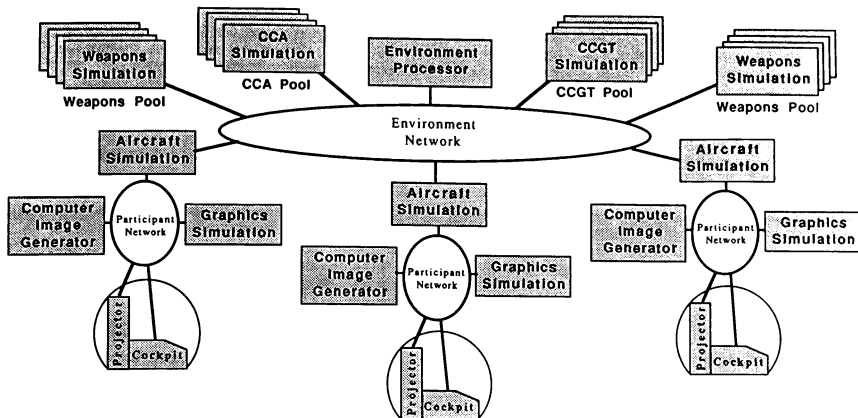 Weapons
Simulation
Weapons Pool
CCA
Simulation
CCA Pool
Environment
Processor
CCGT
Simulation
CCGT Pool
Weapons
Simulation
Weapons Pool
Environment
Network
Aircraft
Simulation
Computer
Image
Generator
Participant
Network
Graphics
Simulation
Projector
Cockpit
Aircraft
Simulation
Computer
Image
Generator
Participant
Network
Graphics
Simulation
Projector
Cockpit
Aircraft
Simulation
Computer
Image
Generator
Participant
Network
Graphics
Simulation
Projector
Cockpit